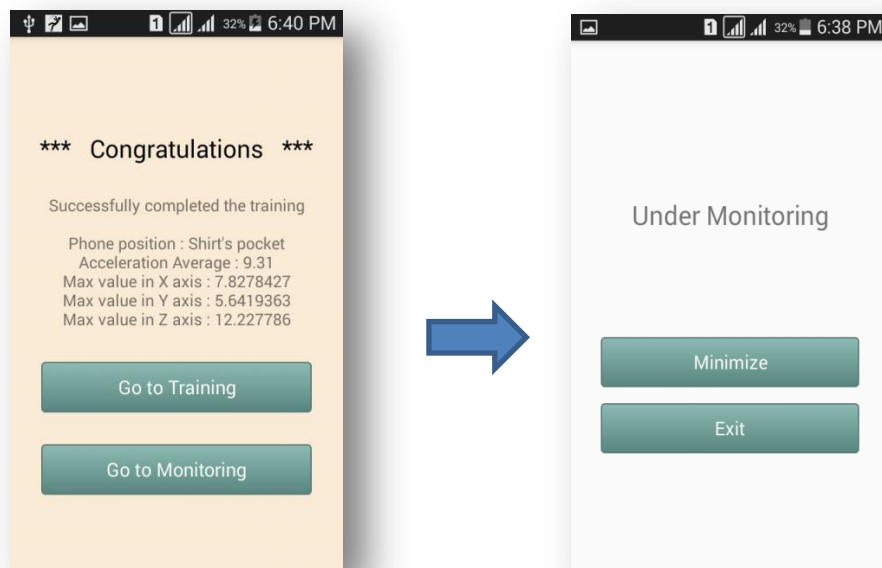 1 32% 6:40 PM
*** Congratulations ***
Successfully completed the training
Phone position : Shirt's pocket
Acceleration Average : 9.31
Max value in X axis : 7.8278427
Max value in Y axis : 5.6419363
Max value in Z axis : 12.227786
Go to Training
Go to Monitoring
1 32% 6:38 PM
Under Monitoring
Minimize
Exit